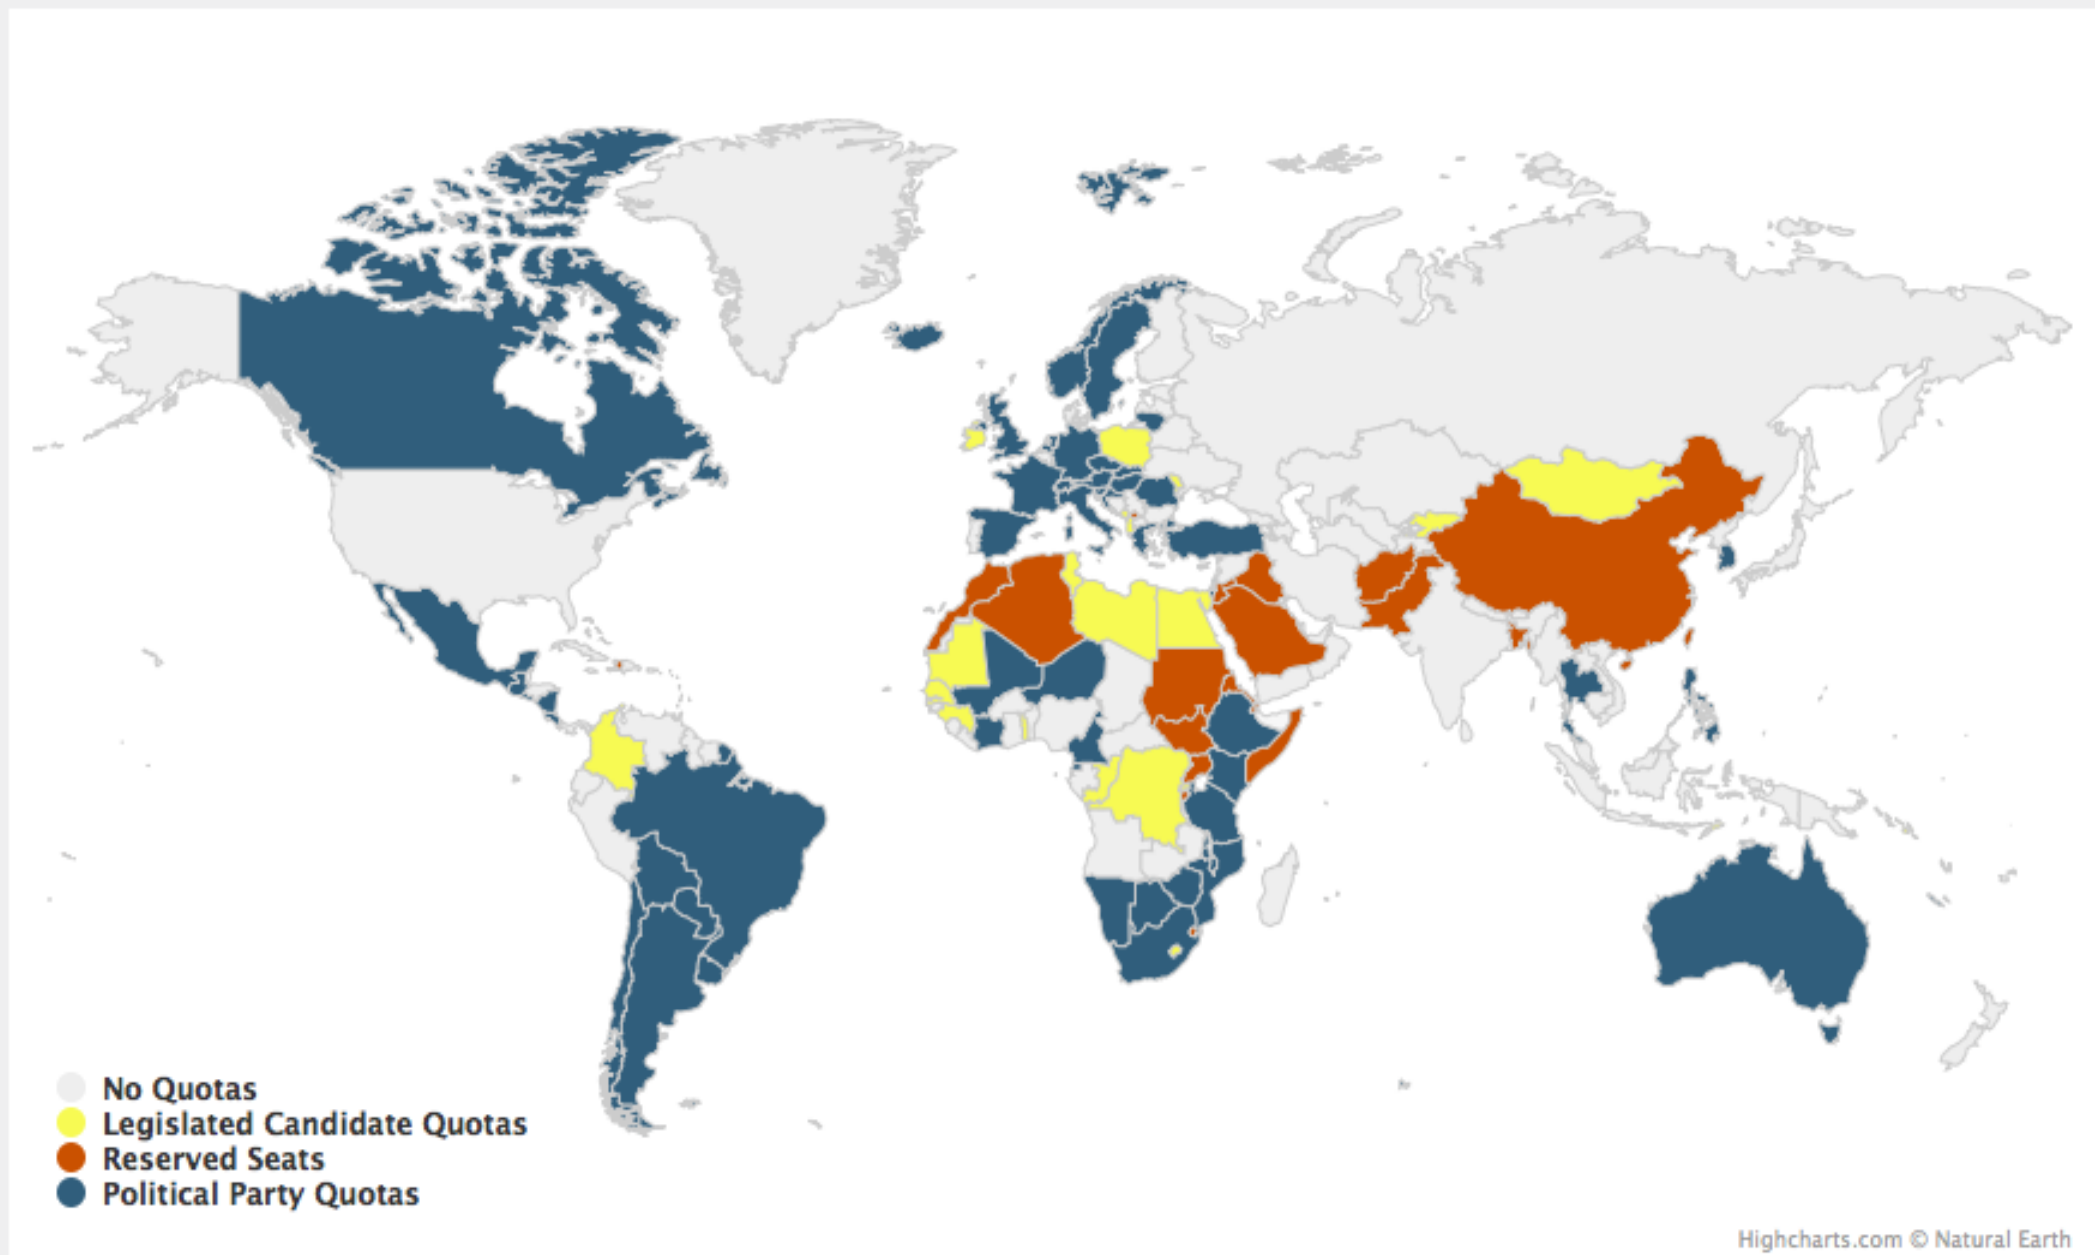 No Quotas
Legislated Candidate Quotas
Reserved Seats
Political Party Quotas
Highcharts.com © Natural Earth